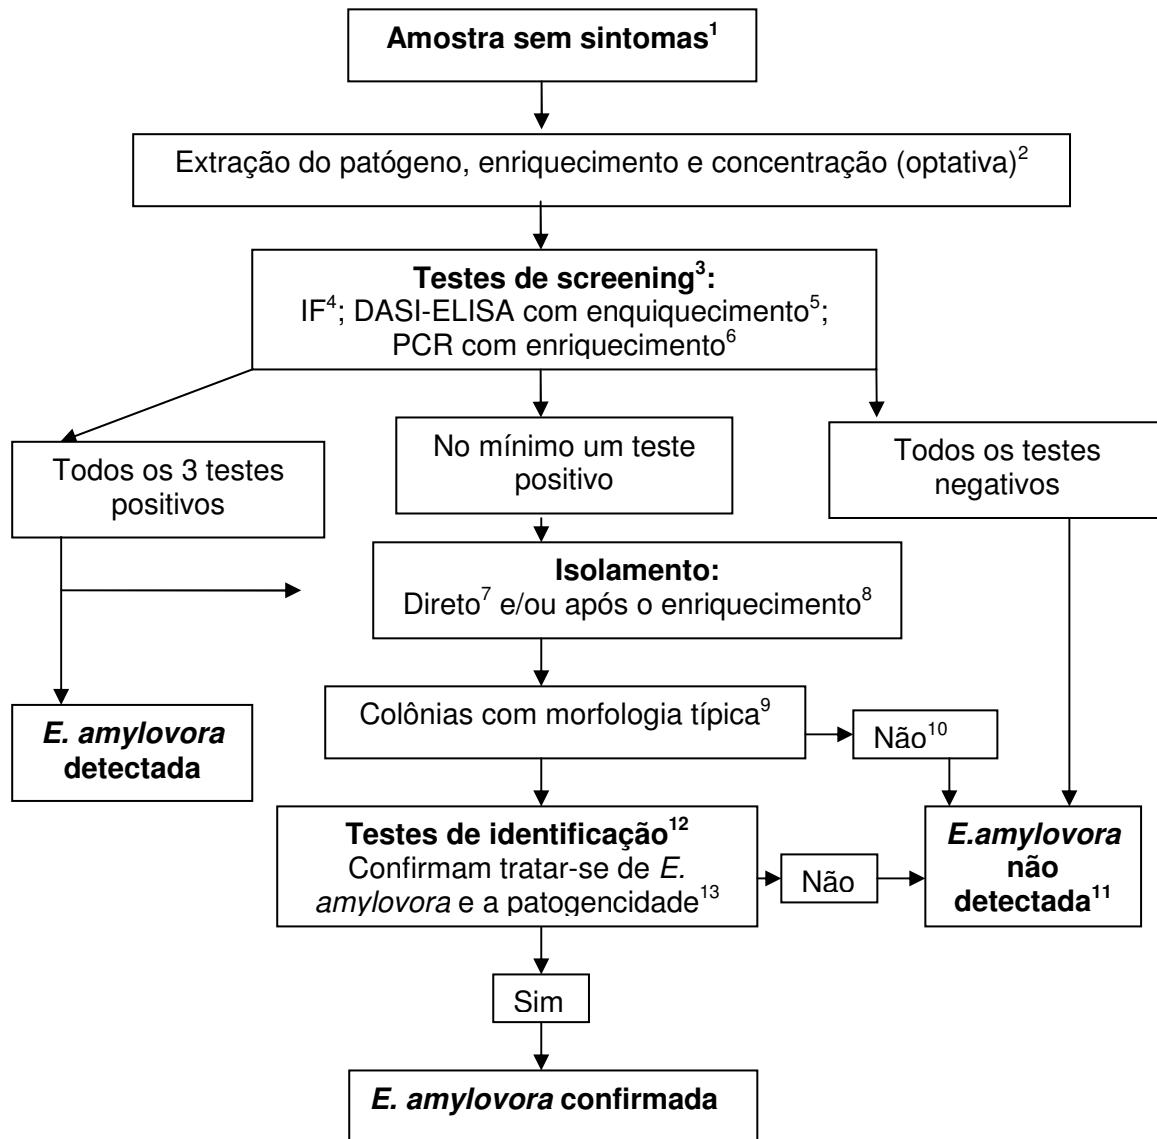 Amostra sem sintomas¹
Extração do patógeno, enriquecimento e concentração (optativa)²
Testes de screening³:
IF⁴; DASI-ELISA com enquiquecimento⁵;
PCR com enriquecimento⁶
Todos os 3 testes
positivos
No mínimo um teste
positivo
Todos os testes
negativos
Isolamento:
Direto⁷ e/ou após o enriquecimento⁸
Colônias com morfologia típica⁹
Não¹⁰
E. amylovora
detectada
Testes de identificação¹²
Confirmam tratar-se de E.
amylovora e a patogencidade¹³
Não
E.amylovora
não
detectada¹¹
Sim
E. amylovora confirmada